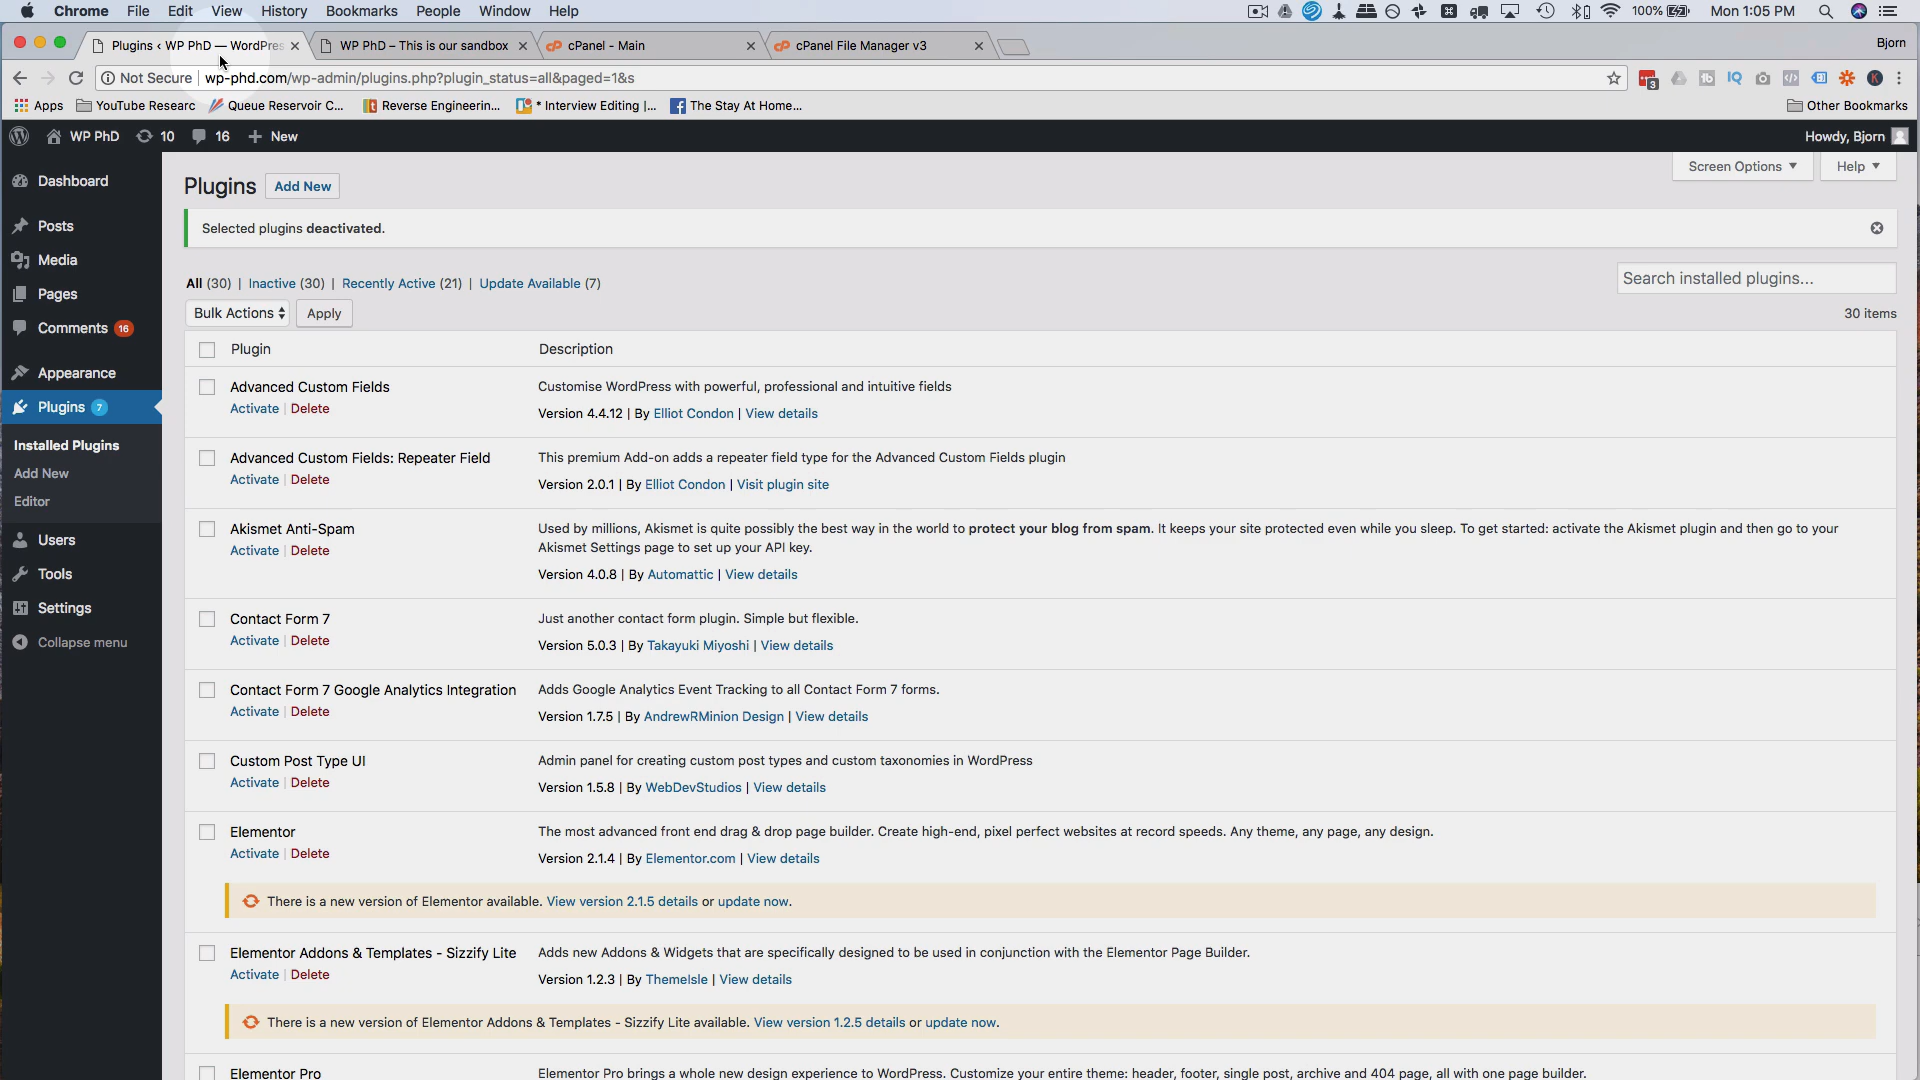 Chrome File Edit View History Bookmarks People Window Help 100% Mon 1:05 PM
Plugins ‹ WP PhD — WordPres WP PhD – This is our sandbox cPanel - Main cPanel File Manager v3 Bjorn
Not Secure wp-phd.com/wp-admin/plugins.php?plugin_status=all&paged=1&s
Apps YouTube Researc Queue Reservoir C... Reverse Engineerin... * Interview Editing |... The Stay At Home... Other Bookmarks
WP PhD 10 16 + New Howdy, Bjorn
Dashboard
Posts
Media
Pages
Comments 16
Appearance
Plugins 7
Installed Plugins
Add New
Editor
Users
Tools
Settings
Collapse menu
Screen Options Help
Plugins Add New
Selected plugins deactivated.
All (30) | Inactive (30) | Recently Active (21) | Update Available (7)
Search installed plugins...
Bulk Actions Apply 30 items
Plugin Description
Advanced Custom Fields Customise WordPress with powerful, professional and intuitive fields
Activate | Delete Version 4.4.12 | By Elliot Condon | View details
Advanced Custom Fields: Repeater Field This premium Add-on adds a repeater field type for the Advanced Custom Fields plugin
Activate | Delete Version 2.0.1 | By Elliot Condon | Visit plugin site
Akismet Anti-Spam Used by millions, Akismet is quite possibly the best way in the world to protect your blog from spam. It keeps your site protected even while you sleep. To get started: activate the Akismet plugin and then go to your
Activate | Delete Akismet Settings page to set up your API key.
Version 4.0.8 | By Automattic | View details
Contact Form 7 Just another contact form plugin. Simple but flexible.
Activate | Delete Version 5.0.3 | By Takayuki Miyoshi | View details
Contact Form 7 Google Analytics Integration Adds Google Analytics Event Tracking to all Contact Form 7 forms.
Activate | Delete Version 1.7.5 | By AndrewRMinion Design | View details
Custom Post Type UI Admin panel for creating custom post types and custom taxonomies in WordPress
Activate | Delete Version 1.5.8 | By WebDevStudios | View details
Elementor The most advanced front end drag & drop page builder. Create high-end, pixel perfect websites at record speeds. Any theme, any page, any design.
Activate | Delete Version 2.1.4 | By Elementor.com | View details
There is a new version of Elementor available. View version 2.1.5 details or update now.
Elementor Addons & Templates - Sizzify Lite Adds new Addons & Widgets that are specifically designed to be used in conjunction with the Elementor Page Builder.
Activate | Delete Version 1.2.3 | By ThemeIsle | View details
There is a new version of Elementor Addons & Templates - Sizzify Lite available. View version 1.2.5 details or update now.
Elementor Pro Elementor Pro brings a whole new design experience to WordPress. Customize your entire theme: header, footer, single post, archive and 404 page, all with one page builder.